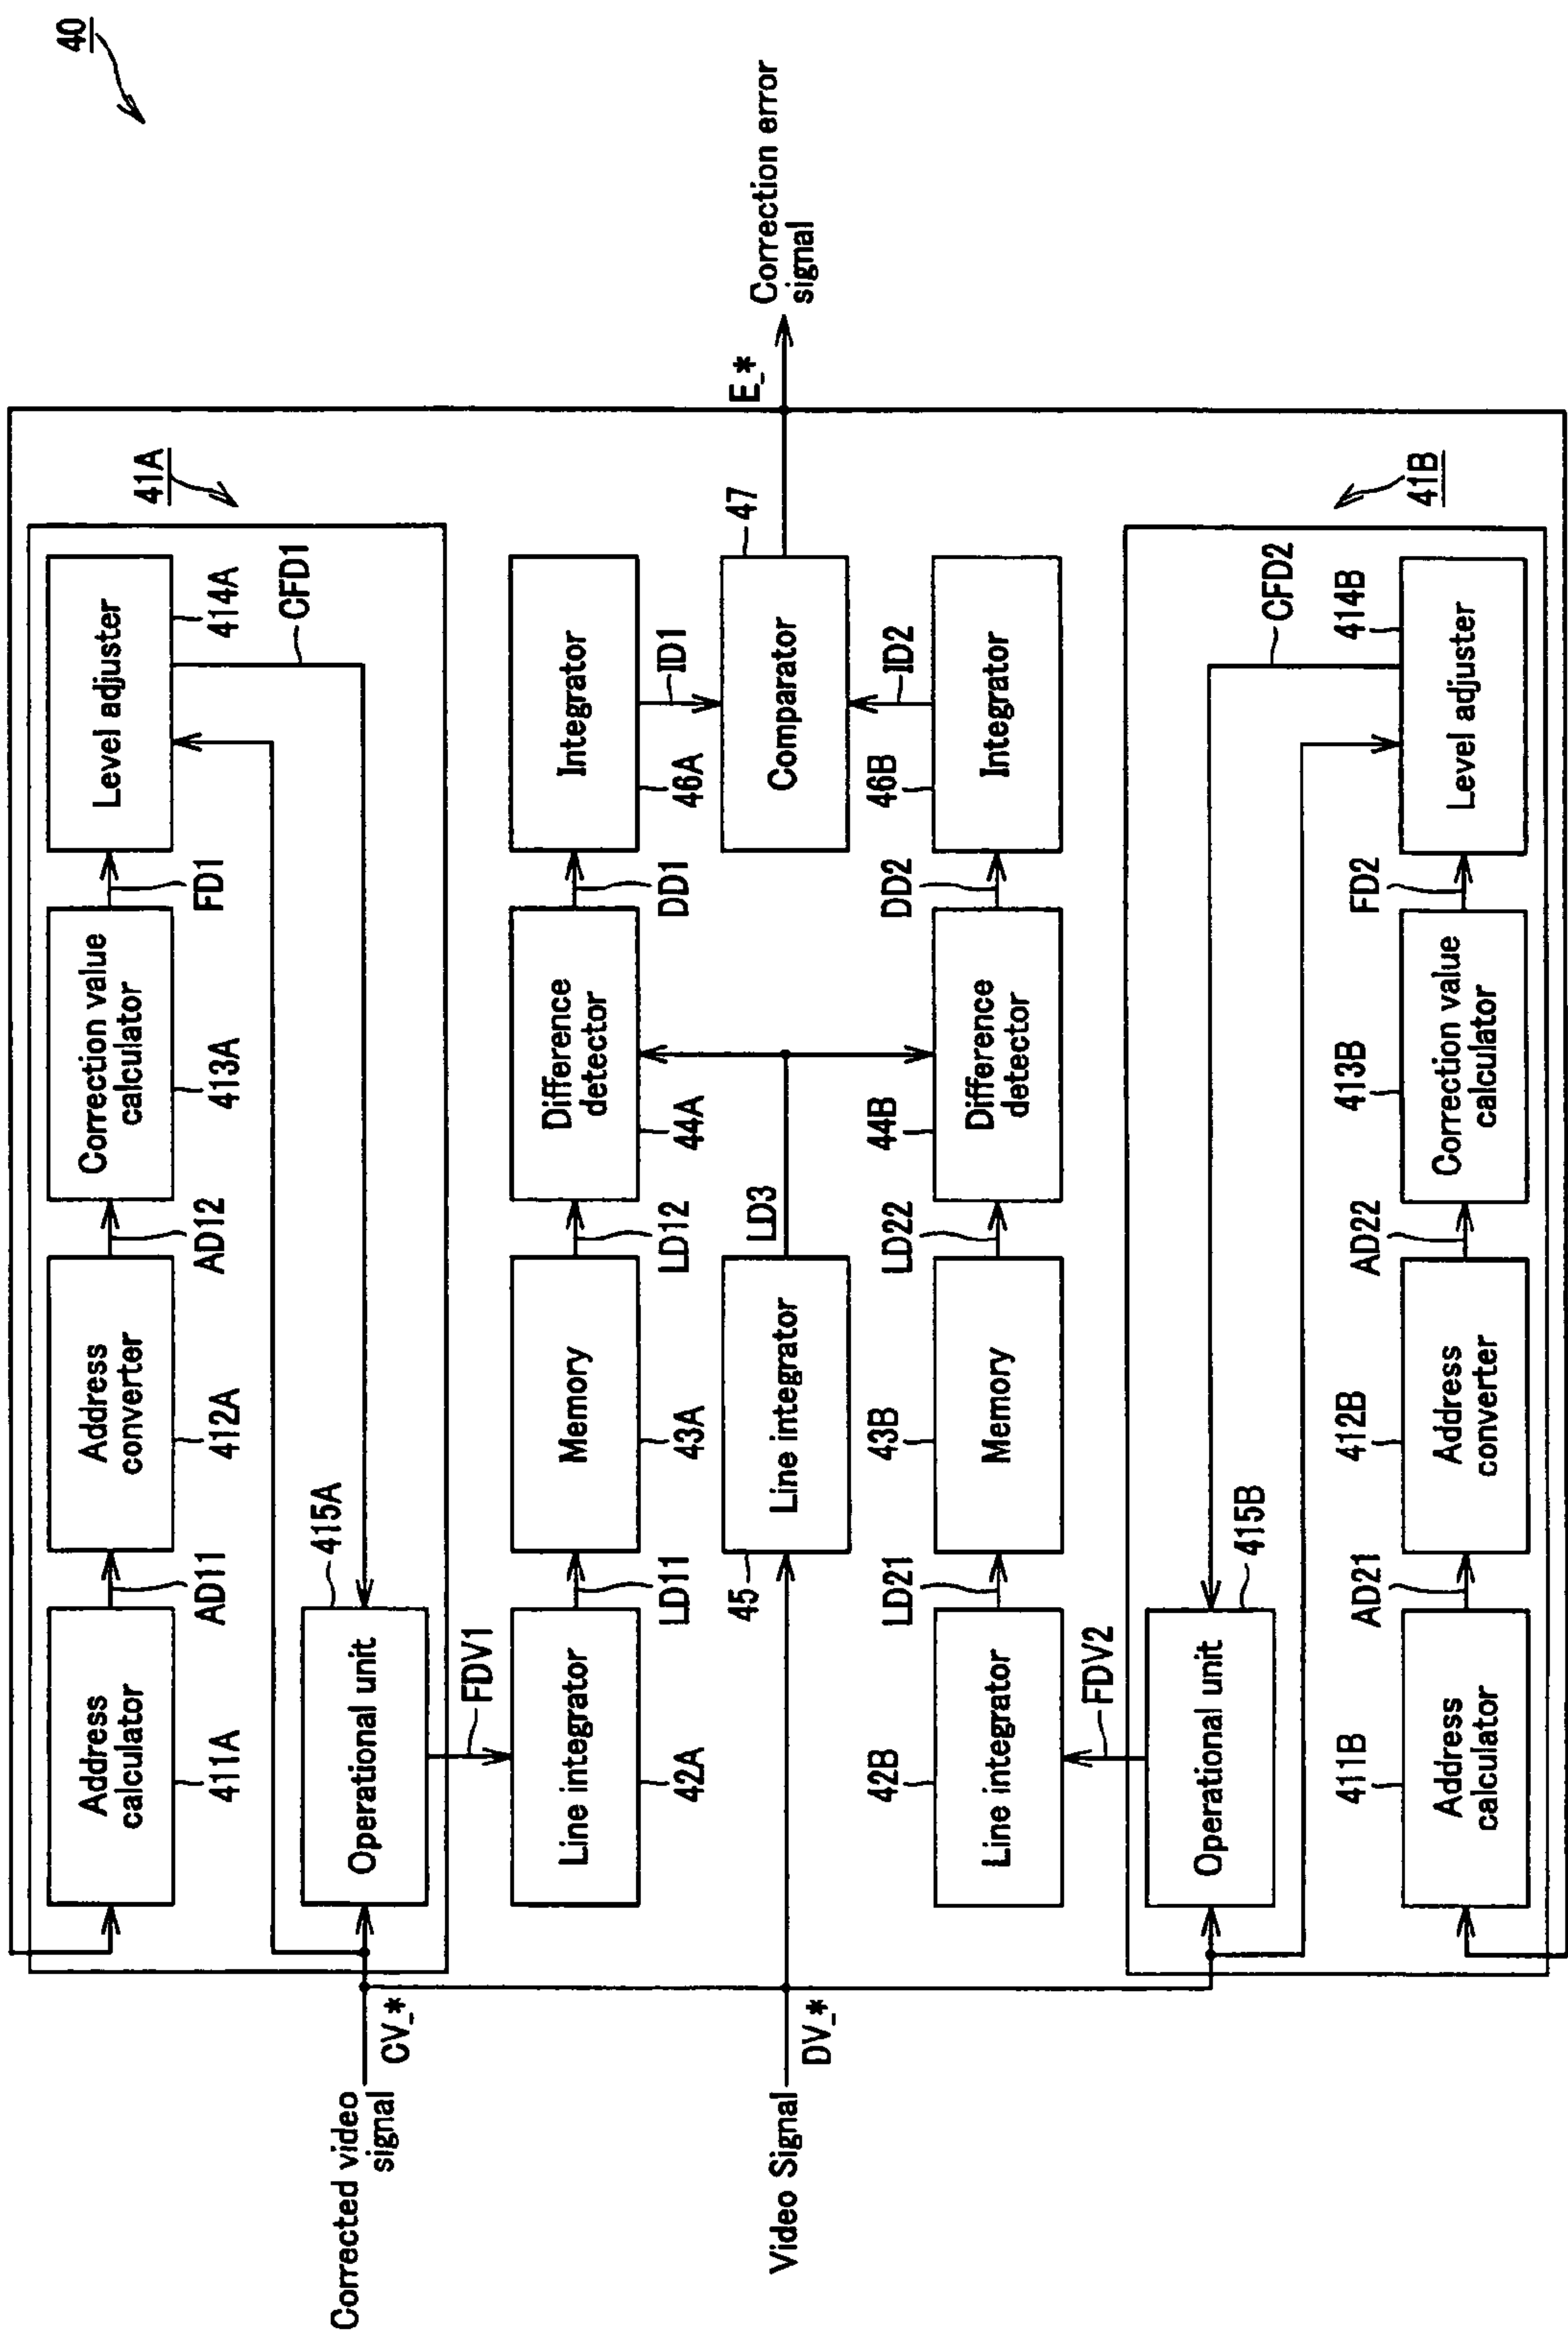 40
41A
Address
calculator
411A
AD11
Address
converter
412A
AD12
Correction value
calculator
413A
FD1
Level adjuster
414A
CFD1
Corrected video
signal
CV_*
Operational unit
415A
FDV1
Line integrator
42A
LD11
Memory
43A
LD12
Difference
detector
44A
DD1
Integrator
46A
ID1
Video Signal
DV_*
Line integrator
45
LD3
Comparator
47
E_*
Correction error
signal
Line integrator
42B
LD21
Memory
43B
LD22
Difference
detector
44B
DD2
Integrator
46B
ID2
FDV2
Operational unit
415B
CFD2
41B
Address
calculator
411B
AD21
Address
converter
412B
AD22
Correction value
calculator
413B
FD2
Level adjuster
414B